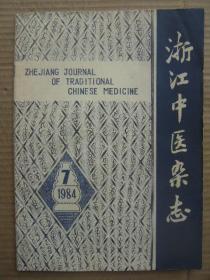 ZHEJIANG JOURNAL
OF TRADITIONAL
CHINESE MEDICINE
7
1984
浙江中医杂志